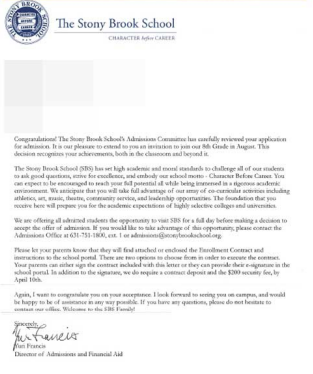 THE STONY BROOK SCHOOL
The Stony Brook School
CHARACTER before CAREER
Congratulations! The Stony Brook School's Admissions Committee has carefully reviewed your application
for admission. It is our pleasure to extend to you an invitation to join our 8th Grade in August. This
decision recognizes your achievements, both in the classroom and beyond it.
The Stony Brook School (SBS) has set high academic and moral standards to challenge all of our students
to ask good questions, strive for excellence, and embody our school motto - Character Before Career. You
can expect to be encouraged to reach your full potential all while being immersed in a rigorous academic
environment. We anticipate that you will take full advantage of our array of co-curricular activities including
athletics, art, music, theatre, community service, and leadership opportunities. The foundation that you
receive here will prepare you for the academic expectations of highly selective colleges and universities.
We are offering all admitted students the opportunity to visit SBS for a full day before making a decision to
accept the offer of admission. If you would like to take advantage of this opportunity, please contact the
Admissions Office at 631-751-1800, ext. 1 or admissions@stonybrookschool.org.
Please let your parents know that they will find attached or enclosed the Enrollment Contract and
instructions to the school portal. There are two options to choose from in order to execute the contract.
Your parents can either sign the contract included with this letter or they can provide their e-signature in the
school portal. In addition to the signature, we do require a contract deposit and the $200 security fee, by
April 10th.
Again, I want to congratulate you on your acceptance. I look forward to seeing you on campus, and would
be happy to be of assistance in any way possible. If you have any questions, please do not hesitate to
contact our office. Welcome to the SBS Family!
Sincerely,
Yuri Francis
Yuri Francis
Director of Admissions and Financial Aid